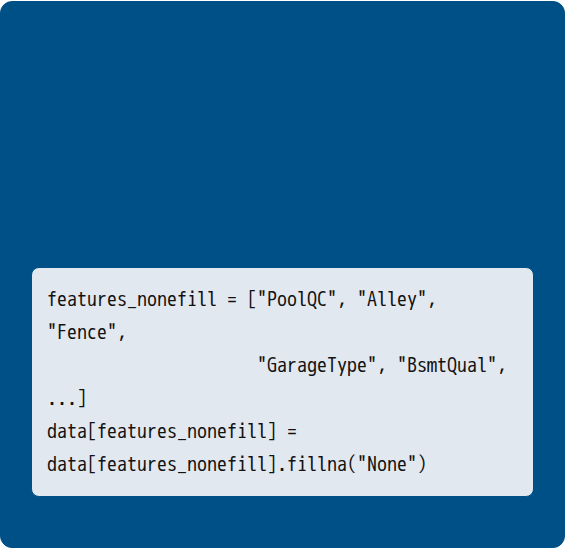 features_nonefill = ["PoolQC", "Alley",
"Fence",
                     "GarageType", "BsmtQual",
...]
data[features_nonefill] =
data[features_nonefill].fillna("None")